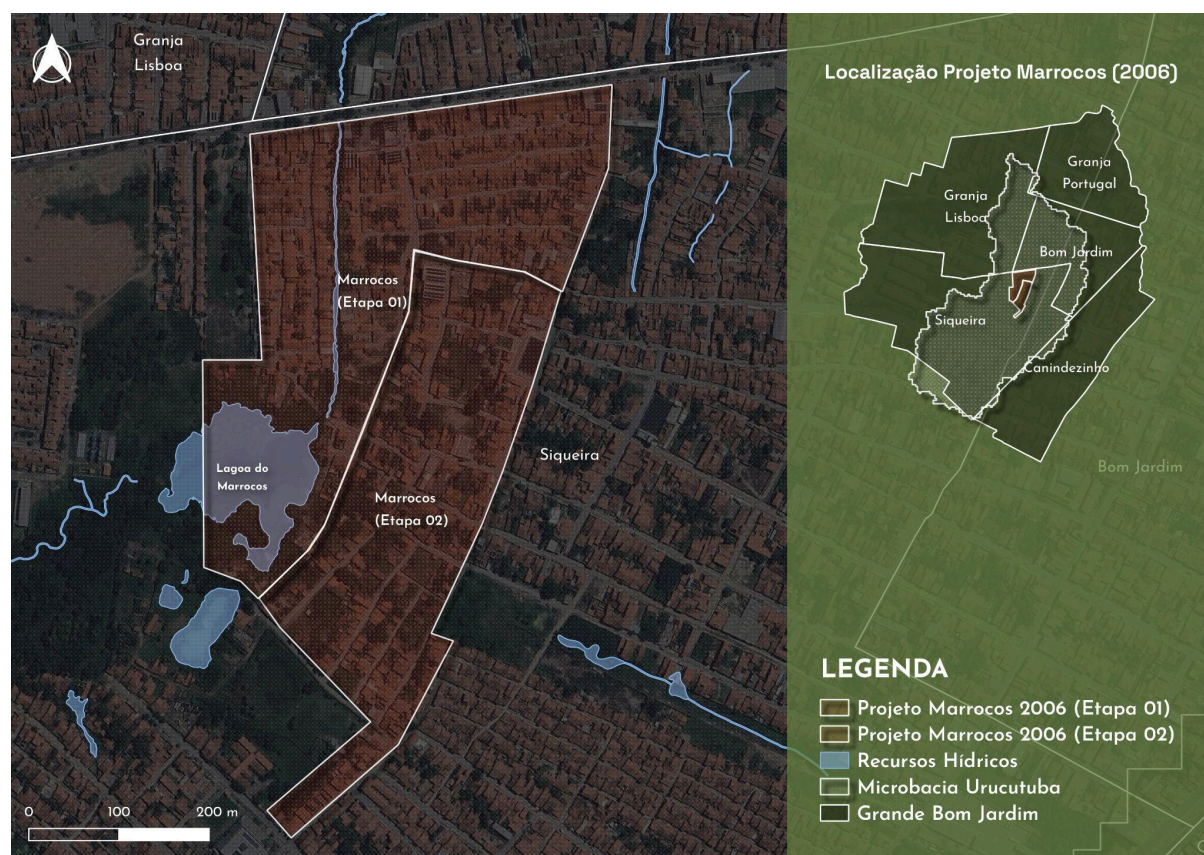 Granja
Lisboa
Marrocos
(Etapa 01)
Lagoa do
Marrocos
Siqueira
Marrocos
(Etapa 02)
0 100 200 m
Localização Projeto Marrocos (2006)
Granja
Portugal
Granja
Lisboa
Bom Jardim
Siqueira
Canindezinho
Bom Jardim
LEGENDA
Projeto Marrocos 2006 (Etapa 01)
Projeto Marrocos 2006 (Etapa 02)
Recursos Hídricos
Microbacia Urucutuba
Grande Bom Jardim